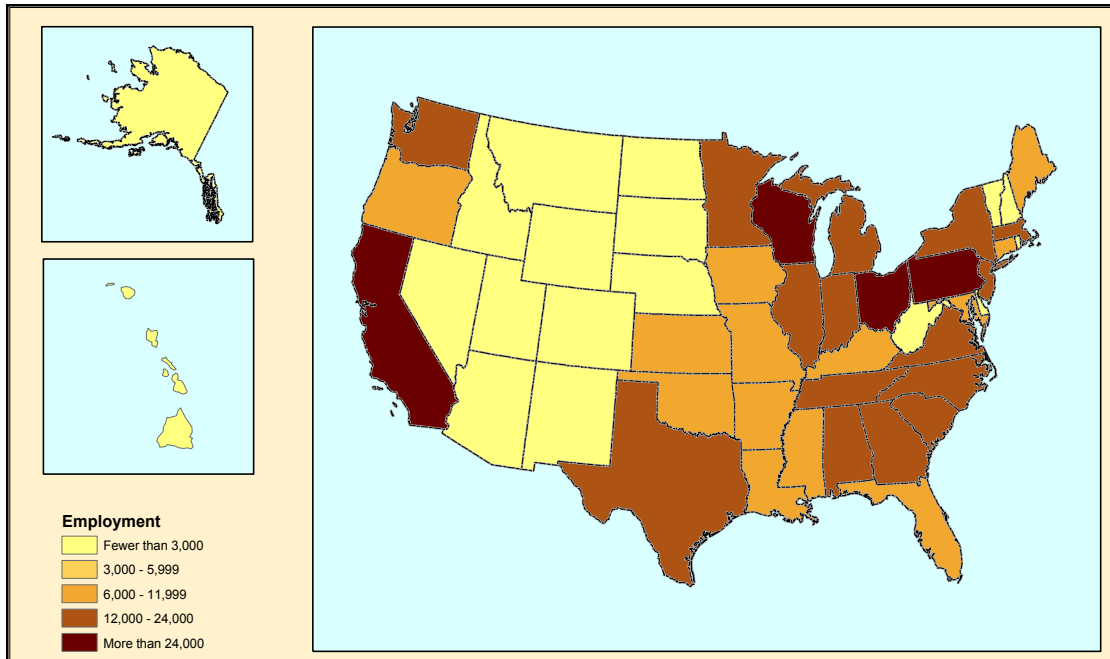 Employment
Fewer than 3,000
3,000 - 5,999
6,000 - 11,999
12,000 - 24,000
More than 24,000